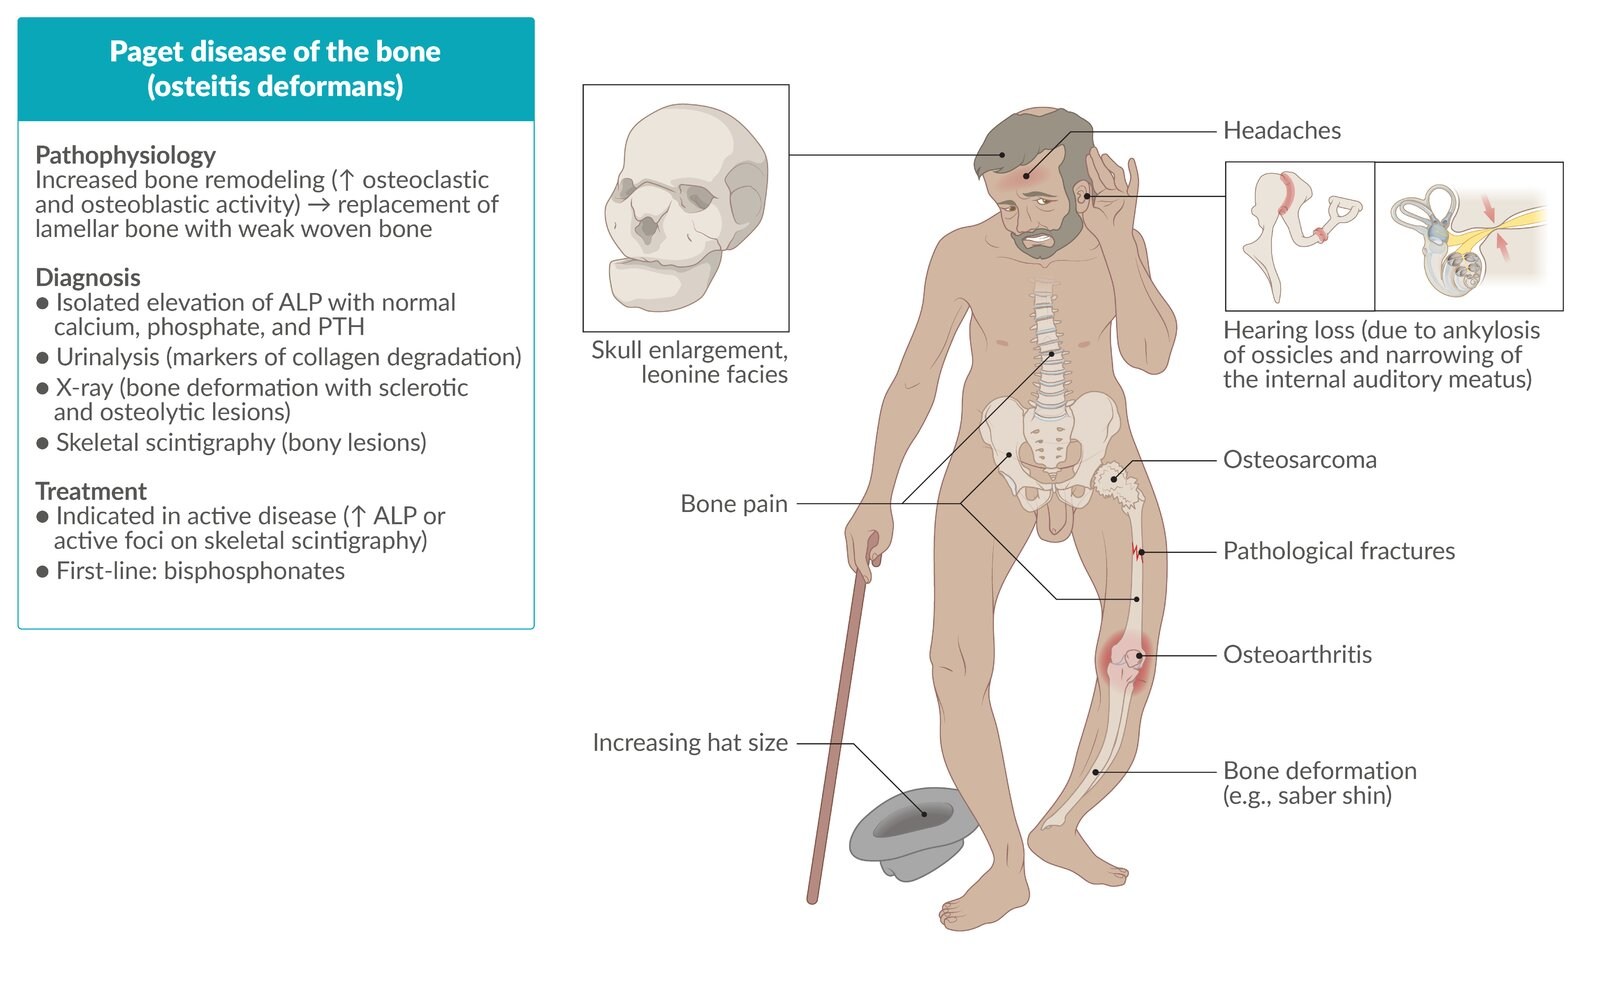 Paget disease of the bone
(osteitis deformans)
Pathophysiology
Increased bone remodeling (↑ osteoclastic
and osteoblastic activity) → replacement of
lamellar bone with weak woven bone
Diagnosis
● Isolated elevation of ALP with normal
calcium, phosphate, and PTH
● Urinalysis (markers of collagen degradation)
● X-ray (bone deformation with sclerotic
and osteolytic lesions)
● Skeletal scintigraphy (bony lesions)
Treatment
● Indicated in active disease (↑ ALP or
active foci on skeletal scintigraphy)
● First-line: bisphosphonates
Skull enlargement,
leonine facies
Bone pain
Increasing hat size
Headaches
Hearing loss (due to ankylosis
of ossicles and narrowing of
the internal auditory meatus)
Osteosarcoma
Pathological fractures
Osteoarthritis
Bone deformation
(e.g., saber shin)